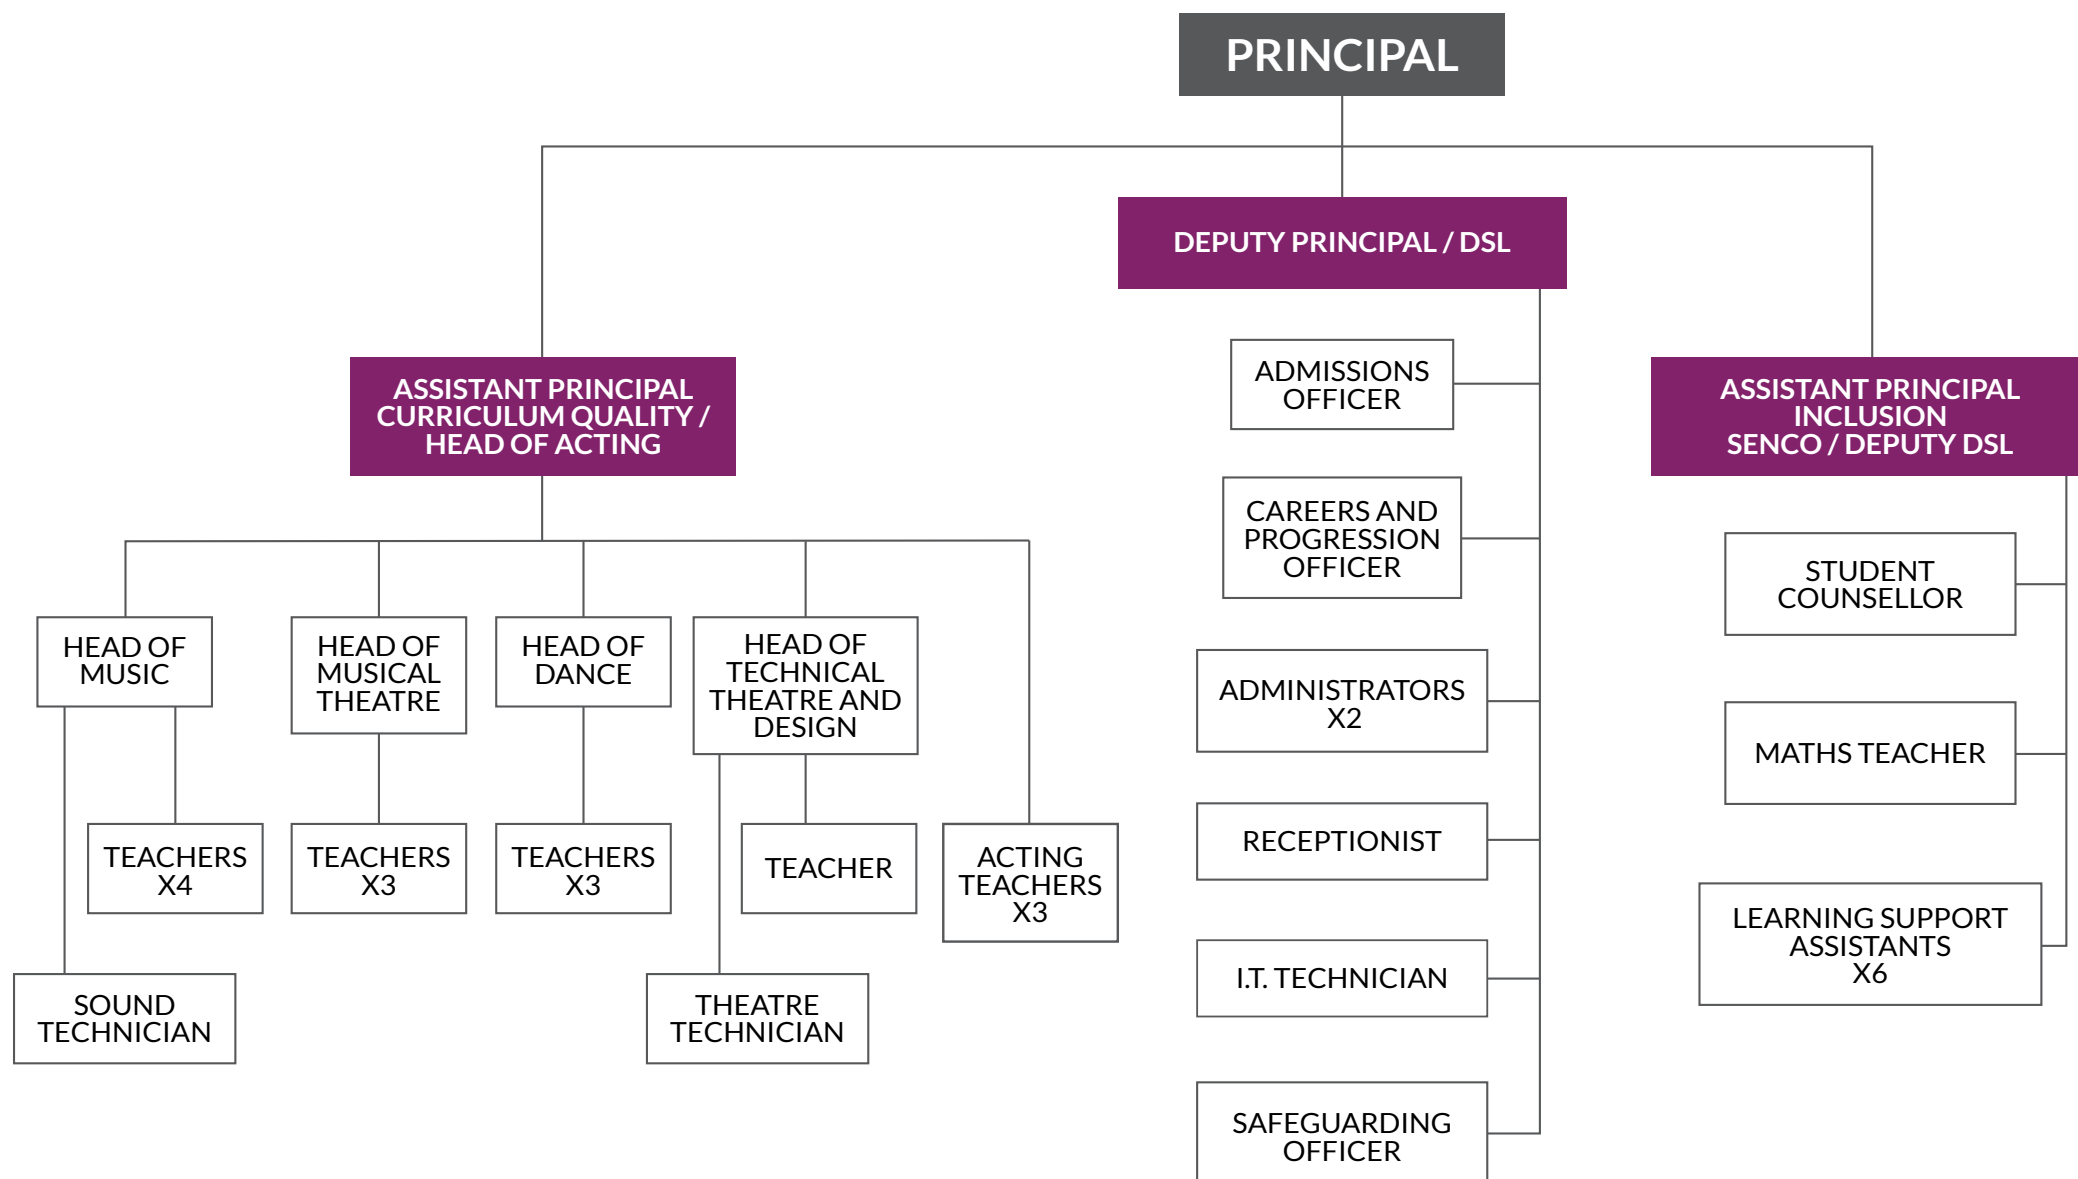 PRINCIPAL
DEPUTY PRINCIPAL / DSL
ASSISTANT PRINCIPAL
CURRICULUM QUALITY /
HEAD OF ACTING
ASSISTANT PRINCIPAL
INCLUSION
SENCO / DEPUTY DSL
HEAD OF
MUSIC
HEAD OF
MUSICAL
THEATRE
HEAD OF
DANCE
HEAD OF
TECHNICAL
THEATRE AND
DESIGN
TEACHERS
X4
TEACHERS
X3
TEACHERS
X3
TEACHER
ACTING
TEACHERS
X3
SOUND
TECHNICIAN
THEATRE
TECHNICIAN
ADMISSIONS
OFFICER
CAREERS AND
PROGRESSION
OFFICER
ADMINISTRATORS
X2
RECEPTIONIST
I.T. TECHNICIAN
SAFEGUARDING
OFFICER
STUDENT
COUNSELLOR
MATHS TEACHER
LEARNING SUPPORT
ASSISTANTS
X6